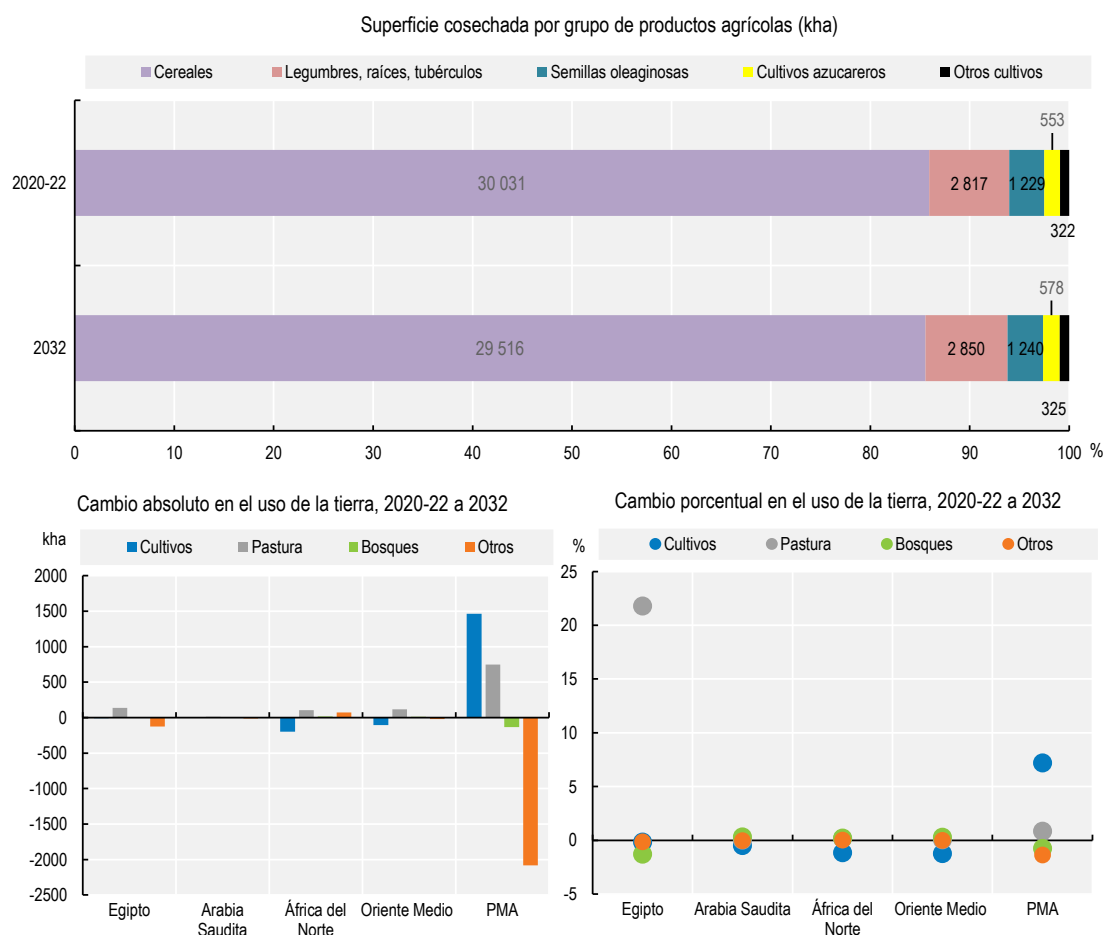 Superficie cosechada por grupo de productos agrícolas (kha)
Cereales Legumbres, raíces, tubérculos Semillas oleaginosas Cultivos azucareros Otros cultivos
553
2020-22 30 031 2 817 1 229
322
578
2032 29 516 2 850 1 240
325
0 10 20 30 40 50 60 70 80 90 100 %
Cambio absoluto en el uso de la tierra, 2020-22 a 2032
kha
Cultivos Pastura Bosques Otros
2000
1500
1000
500
0
-500
-1000
-1500
-2000
-2500
Egipto Arabia Saudita África del Norte Oriente Medio PMA
Cambio porcentual en el uso de la tierra, 2020-22 a 2032
%
Cultivos Pastura Bosques Otros
25
20
15
10
5
0
-5
Egipto Arabia Saudita África del Norte Oriente Medio PMA